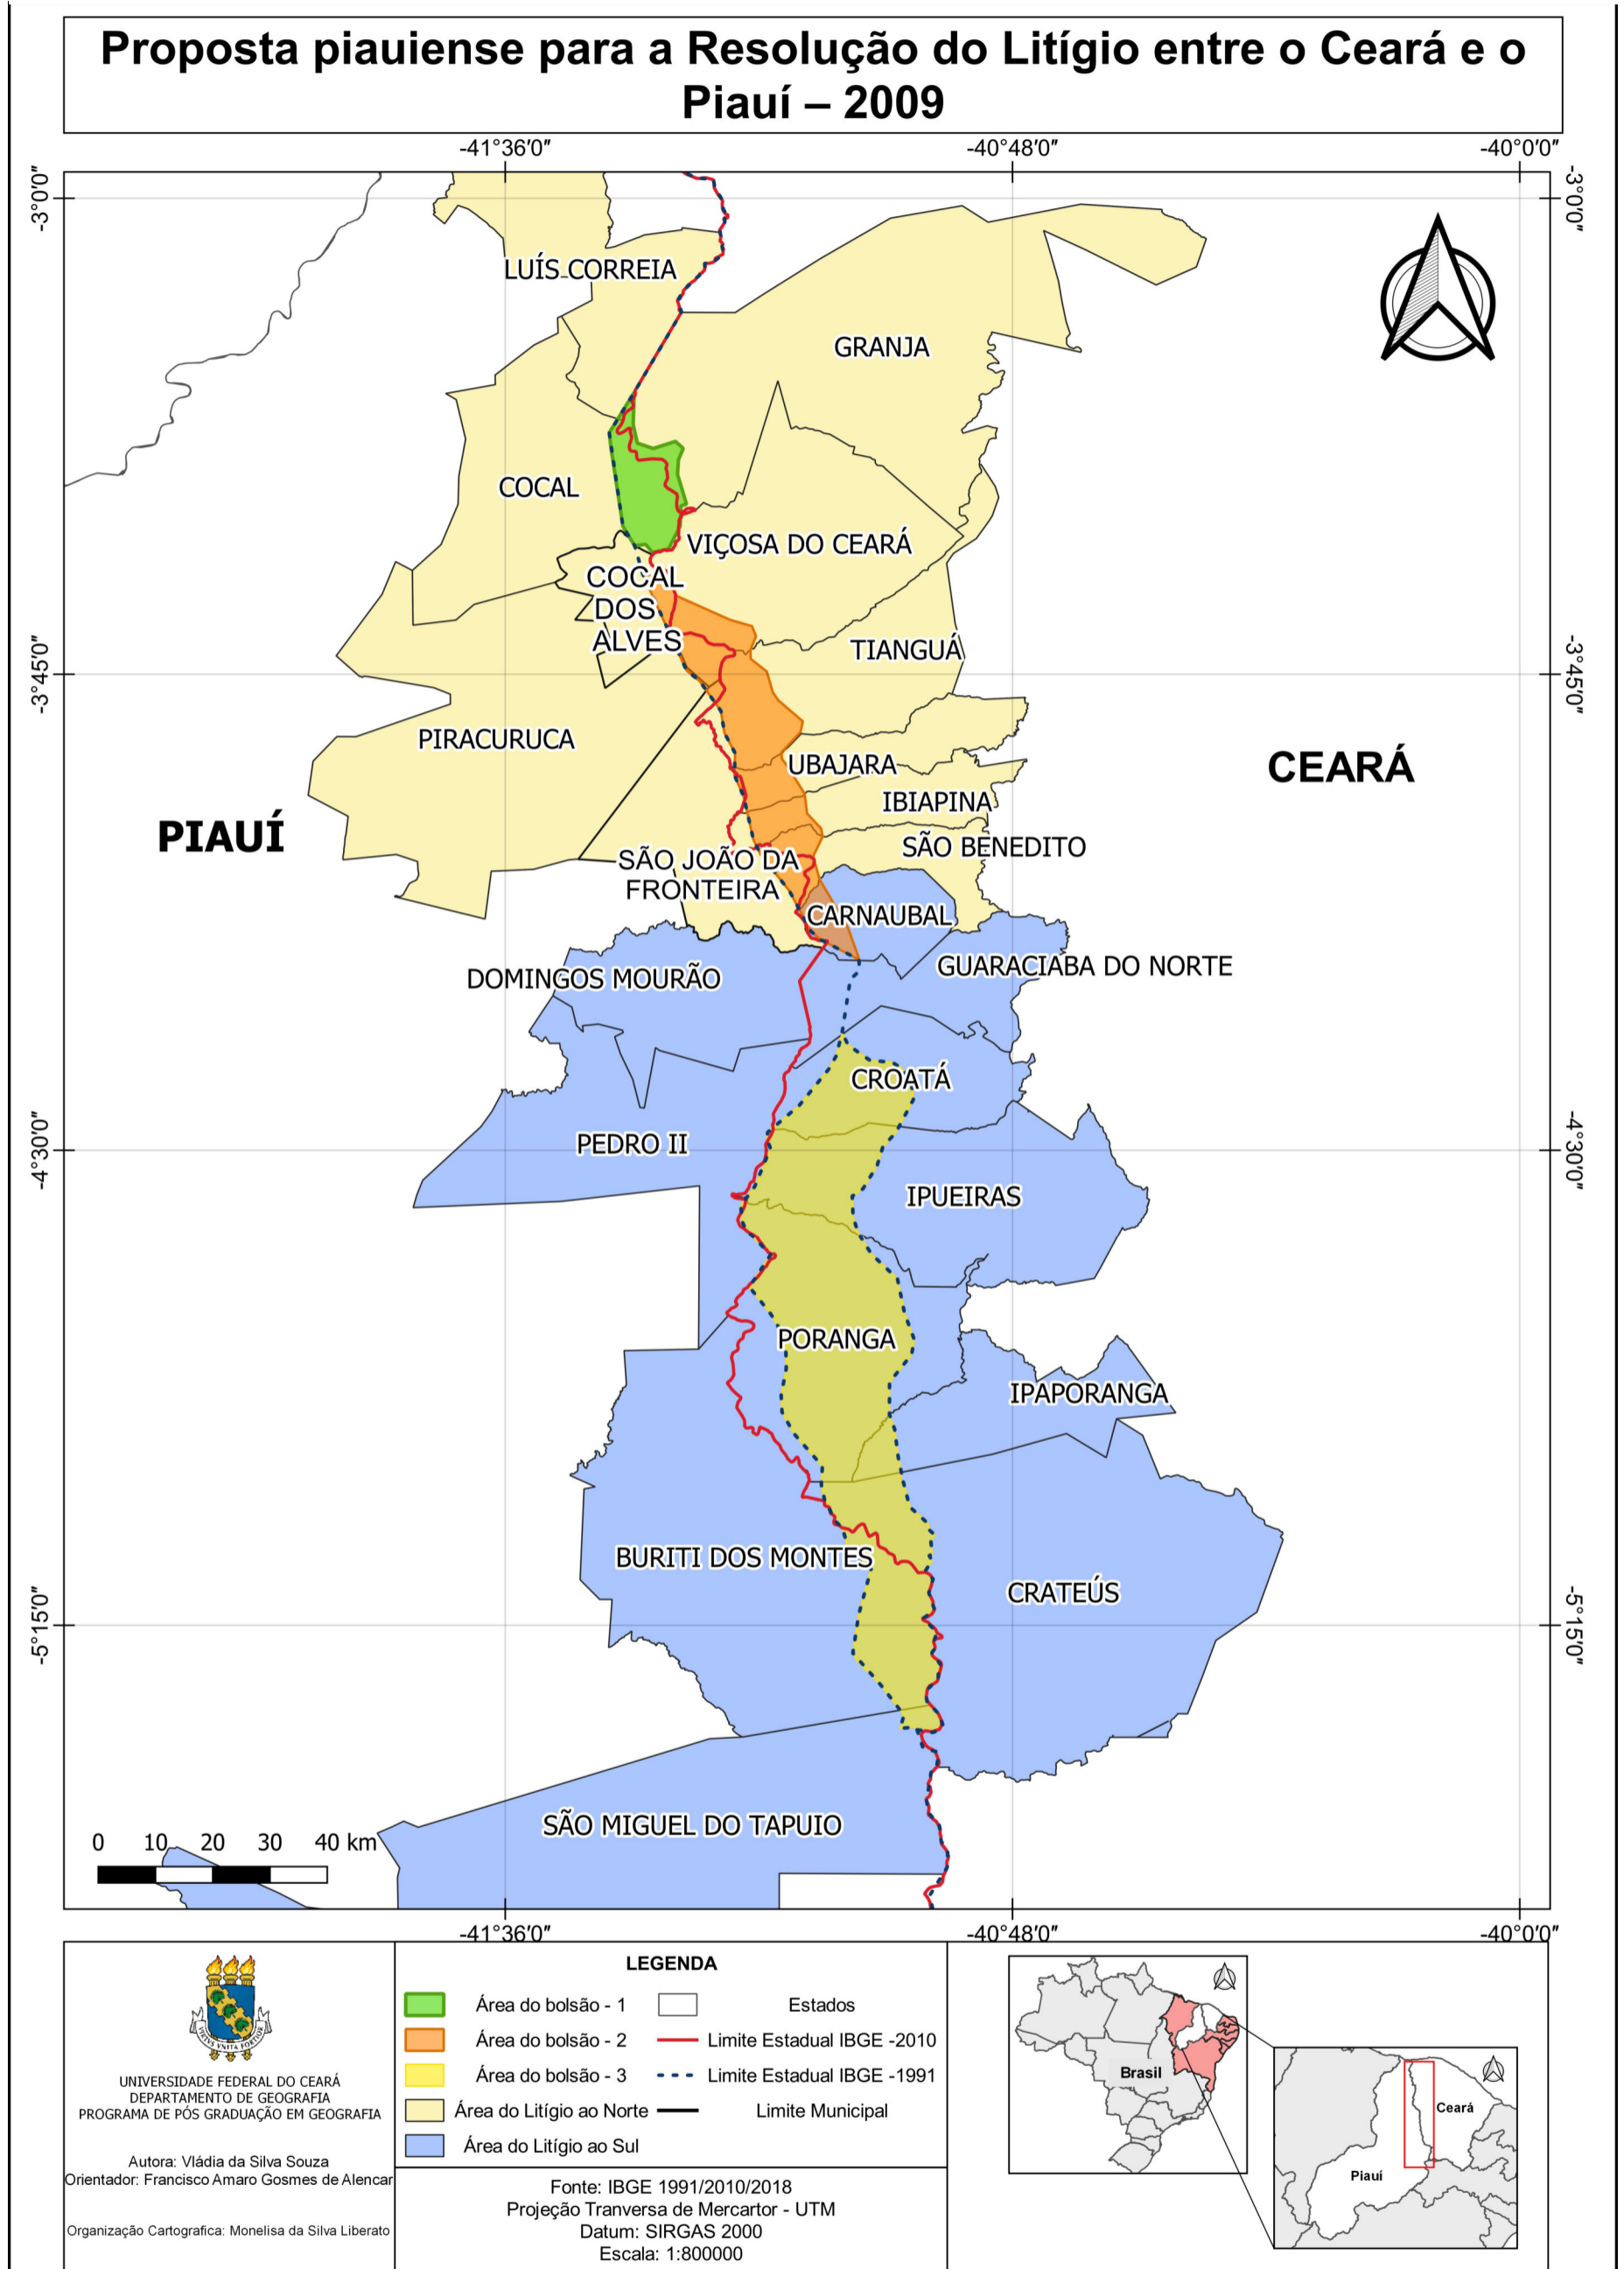 Proposta piauiense para a Resolução do Litígio entre o Ceará e o
Piauí – 2009
-41°36′0″
-40°48′0″
-40°0′0″
-3°0′0″
-3°0′0″
LUÍS CORREIA
GRANJA
COCAL
VIÇOSA DO CEARÁ
COCAL
DOS
ALVES
TIANGUÁ
-3°45′0″
-3°45′0″
PIRACURUCA
UBAJARA
CEARÁ
IBIAPINA
PIAUÍ
SÃO BENEDITO
SÃO JOÃO DA
FRONTEIRA
CARNAUBAL
DOMINGOS MOURÃO
GUARACIABA DO NORTE
CROATÁ
-4°30′0″
-4°30′0″
PEDRO II
IPUEIRAS
PORANGA
IPAPORANGA
BURITI DOS MONTES
CRATEÚS
-5°15′0″
-5°15′0″
SÃO MIGUEL DO TAPUIO
0 10 20 30 40 km
-41°36′0″
-40°48′0″
-40°0′0″
VIRTVS VNITA FORTIOR
UNIVERSIDADE FEDERAL DO CEARÁ
DEPARTAMENTO DE GEOGRAFIA
PROGRAMA DE PÓS GRADUAÇÃO EM GEOGRAFIA
Autora: Vládia da Silva Souza
Orientador: Francisco Amaro Gosmes de Alencar
Organização Cartografica: Monelisa da Silva Liberato
LEGENDA
Área do bolsão - 1
Estados
Área do bolsão - 2
Limite Estadual IBGE -2010
Área do bolsão - 3
Limite Estadual IBGE -1991
Área do Litígio ao Norte
Limite Municipal
Área do Litígio ao Sul
Fonte: IBGE 1991/2010/2018
Projeção Tranversa de Mercartor - UTM
Datum: SIRGAS 2000
Escala: 1:800000
Brasil
Ceará
Piauí